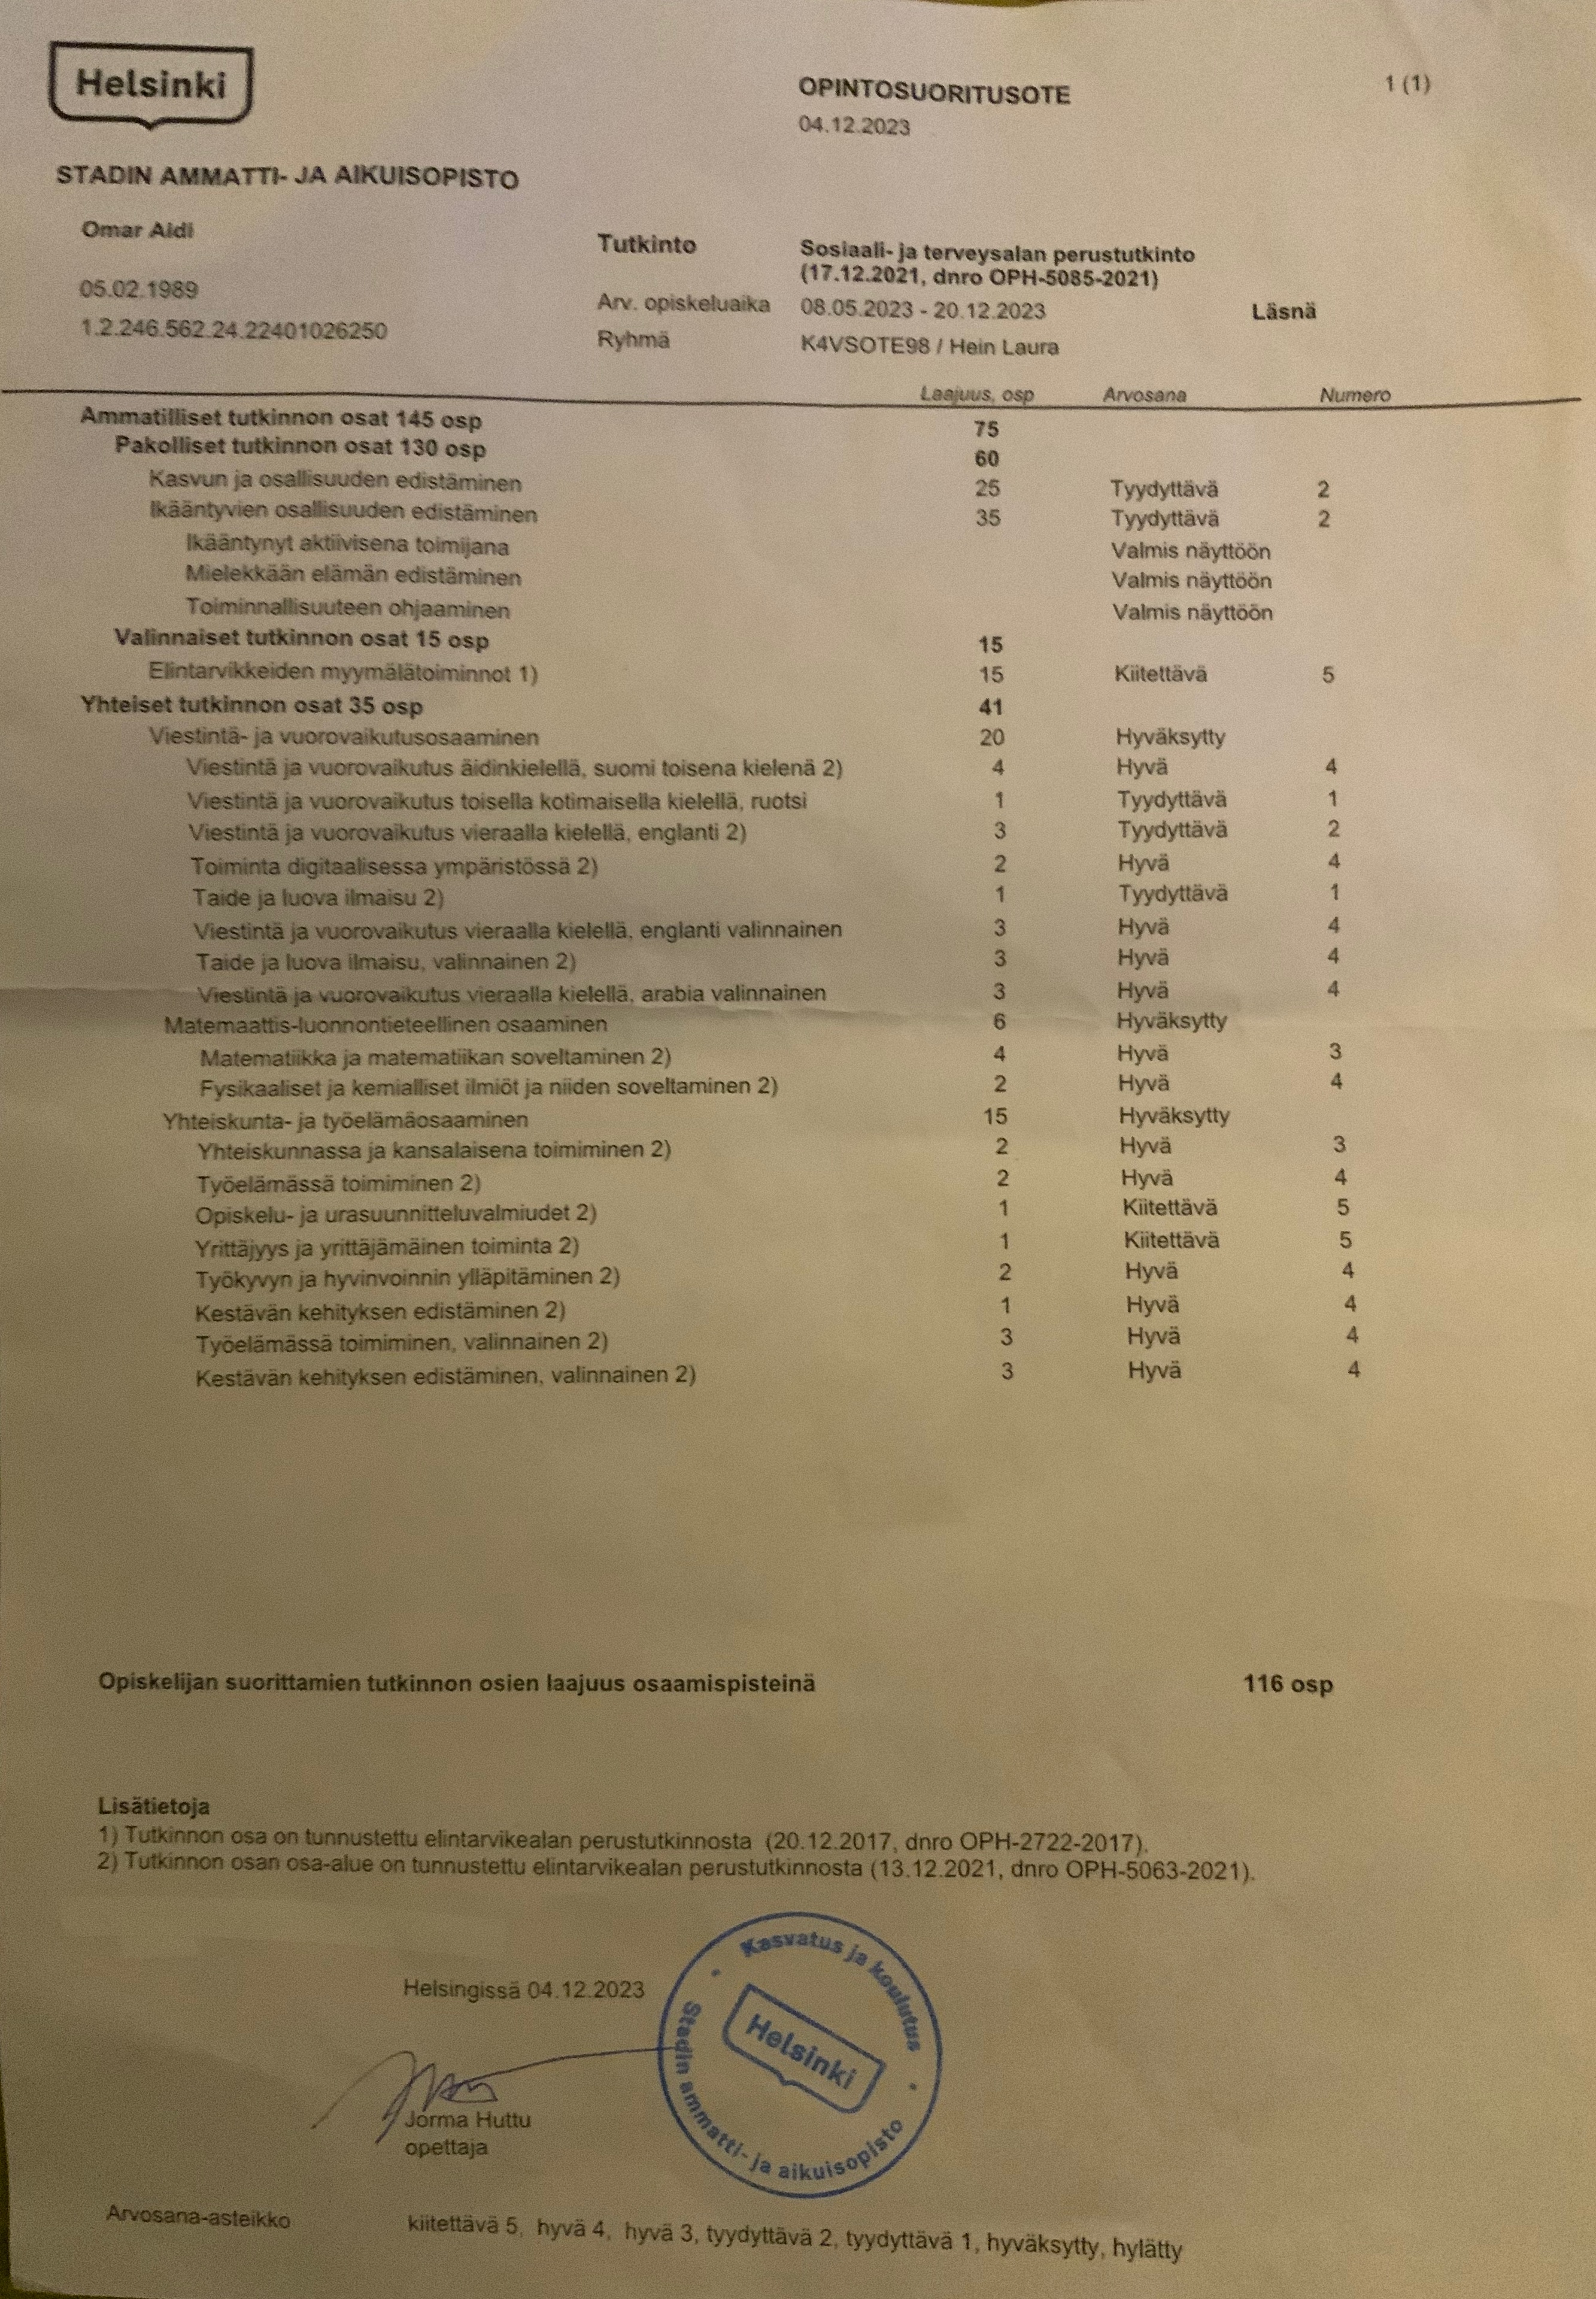 Helsinki
OPINTOSUORITUSOTE 1 (1)
04.12.2023
STADIN AMMATTI- JA AIKUISOPISTO
Omar Aidi
Tutkinto Sosiaali- ja terveysalan perustutkinto
(17.12.2021, dnro OPH-5085-2021)
05.02.1989
Arv. opiskeluaika 08.05.2023 - 20.12.2023 Läsnä
1.2.246.562.24.22401026250
Ryhmä K4VSOTE98 / Hein Laura
Laajuus, osp Arvosana Numero
Ammatilliset tutkinnon osat 145 osp 75
Pakolliset tutkinnon osat 130 osp 60
Kasvun ja osallisuuden edistäminen 25 Tyydyttävä 2
Ikääntyvien osallisuuden edistäminen 35 Tyydyttävä 2
Ikääntynyt aktiivisena toimijana Valmis näyttöön
Mielekkään elämän edistäminen Valmis näyttöön
Toiminnallisuuteen ohjaaminen Valmis näyttöön
Valinnaiset tutkinnon osat 15 osp 15
Elintarvikkeiden myymälätoiminnot 1) 15 Kiitettävä 5
Yhteiset tutkinnon osat 35 osp 41
Viestintä- ja vuorovaikutusosaaminen 20 Hyväksytty
Viestintä ja vuorovaikutus äidinkielellä, suomi toisena kielenä 2) 4 Hyvä 4
Viestintä ja vuorovaikutus toisella kotimaisella kielellä, ruotsi 1 Tyydyttävä 1
Viestintä ja vuorovaikutus vieraalla kielellä, englanti 2) 3 Tyydyttävä 2
Toiminta digitaalisessa ympäristössä 2) 2 Hyvä 4
Taide ja luova ilmaisu 2) 1 Tyydyttävä 1
Viestintä ja vuorovaikutus vieraalla kielellä, englanti valinnainen 3 Hyvä 4
Taide ja luova ilmaisu, valinnainen 2) 3 Hyvä 4
Viestintä ja vuorovaikutus vieraalla kielellä, arabia valinnainen 3 Hyvä 4
Matemaattis-luonnontieteellinen osaaminen 6 Hyväksytty
Matematiikka ja matematiikan soveltaminen 2) 4 Hyvä 3
Fysikaaliset ja kemialliset ilmiöt ja niiden soveltaminen 2) 2 Hyvä 4
Yhteiskunta- ja työelämäosaaminen 15 Hyväksytty
Yhteiskunnassa ja kansalaisena toimiminen 2) 2 Hyvä 3
Työelämässä toimiminen 2) 2 Hyvä 4
Opiskelu- ja urasuunnitteluvalmiudet 2) 1 Kiitettävä 5
Yrittäjyys ja yrittäjämäinen toiminta 2) 1 Kiitettävä 5
Työkyvyn ja hyvinvoinnin ylläpitäminen 2) 2 Hyvä 4
Kestävän kehityksen edistäminen 2) 1 Hyvä 4
Työelämässä toimiminen, valinnainen 2) 3 Hyvä 4
Kestävän kehityksen edistäminen, valinnainen 2) 3 Hyvä 4
Opiskelijan suorittamien tutkinnon osien laajuus osaamispisteinä 116 osp
Lisätietoja
1) Tutkinnon osa on tunnustettu elintarvikealan perustutkinnosta (20.12.2017, dnro OPH-2722-2017).
2) Tutkinnon osan osa-alue on tunnustettu elintarvikealan perustutkinnosta (13.12.2021, dnro OPH-5063-2021).
Helsingissä 04.12.2023
Kasvatus ja koulutus
Helsinki
Stadin ammatti- ja aikuisopisto
Jorma Huttu
opettaja
Arvosana-asteikko kiitettävä 5, hyvä 4, hyvä 3, tyydyttävä 2, tyydyttävä 1, hyväksytty, hylätty